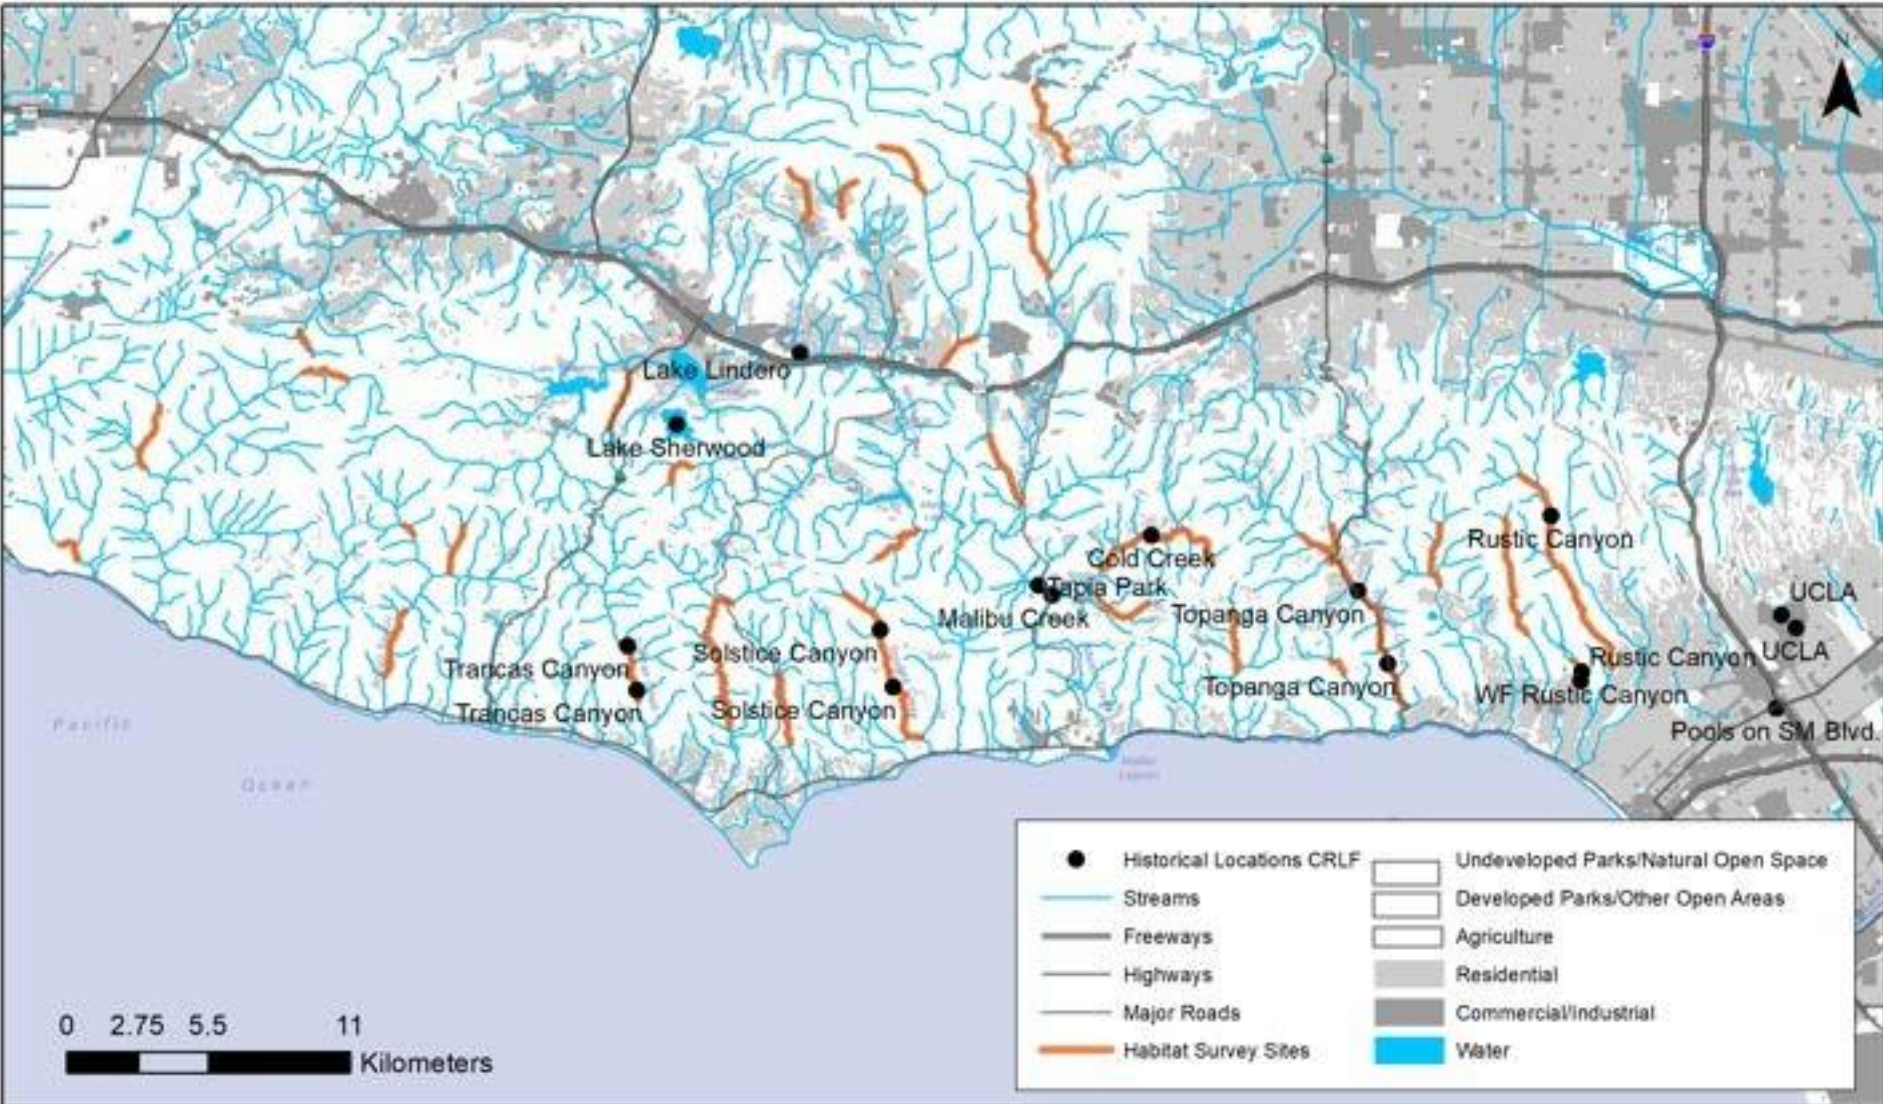 N
Lake Lindero
Lake Sherwood
Cold Creek
Tapia Park
Malibu Creek
Rustic Canyon
Topanga Canyon
UCLA
UCLA
Trancas Canyon
Solstice Canyon
Rustic Canyon
Topanga Canyon
WF Rustic Canyon
Trancas Canyon
Solstice Canyon
Pools on SM Blvd.
Pacific
Ocean
Malibu
Lagoon
Historical Locations CRLF
Streams
Freeways
Highways
Major Roads
Habitat Survey Sites
Undeveloped Parks/Natural Open Space
Developed Parks/Other Open Areas
Agriculture
Residential
Commercial/Industrial
Water
0 2.75 5.5 11
Kilometers